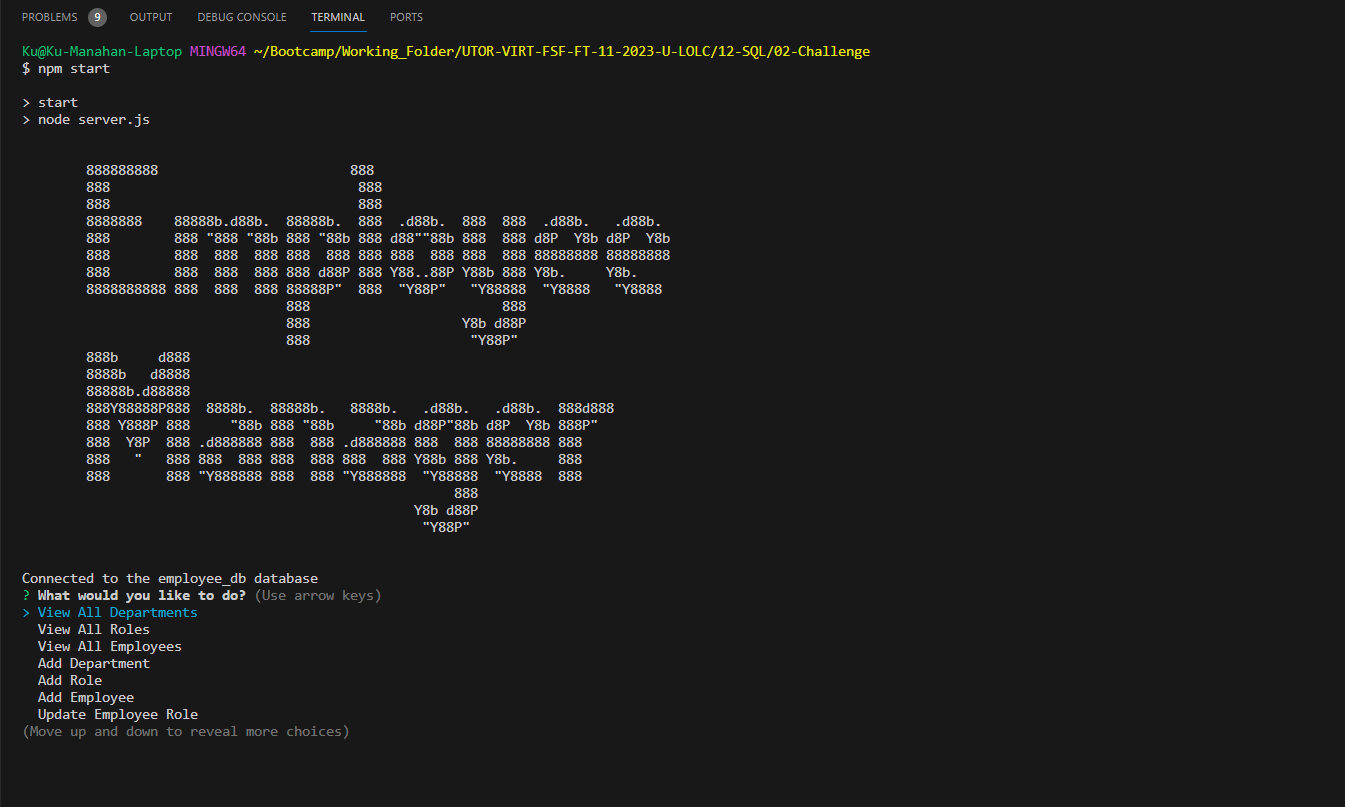 PROBLEMS 9 OUTPUT DEBUG CONSOLE TERMINAL PORTS
Ku@Ku-Manahan-Laptop MINGW64 ~/Bootcamp/Working_Folder/UTOR-VIRT-FSF-FT-11-2023-U-LOLC/12-SQL/02-Challenge
$ npm start
> start
> node server.js
        888888888                        888
        888                               888
        888                               888
        8888888    88888b.d88b.  88888b.  888  .d88b.  888  888  .d88b.   .d88b.
        888        888 "888 "88b 888 "88b 888 d88""88b 888  888 d8P  Y8b d8P  Y8b
        888        888  888  888 888  888 888 888  888 888  888 88888888 88888888
        888        888  888  888 888 d88P 888 Y88..88P Y88b 888 Y8b.     Y8b.
        8888888888 888  888  888 88888P"  888  "Y88P"   "Y88888  "Y8888   "Y8888
                                 888                        888
                                 888                   Y8b d88P
                                 888                    "Y88P"
        888b     d888
        8888b   d8888
        88888b.d88888
        888Y88888P888  8888b.  88888b.   8888b.   .d88b.   .d88b.  888d888
        888 Y888P 888     "88b 888 "88b     "88b d88P"88b d8P  Y8b 888P"
        888  Y8P  888 .d888888 888  888 .d888888 888  888 88888888 888
        888   "   888 888  888 888  888 888  888 Y88b 888 Y8b.     888
        888       888 "Y888888 888  888 "Y888888  "Y88888  "Y8888  888
                                                      888
                                                 Y8b d88P
                                                  "Y88P"
Connected to the employee_db database
? What would you like to do? (Use arrow keys)
> View All Departments
  View All Roles
  View All Employees
  Add Department
  Add Role
  Add Employee
  Update Employee Role
(Move up and down to reveal more choices)